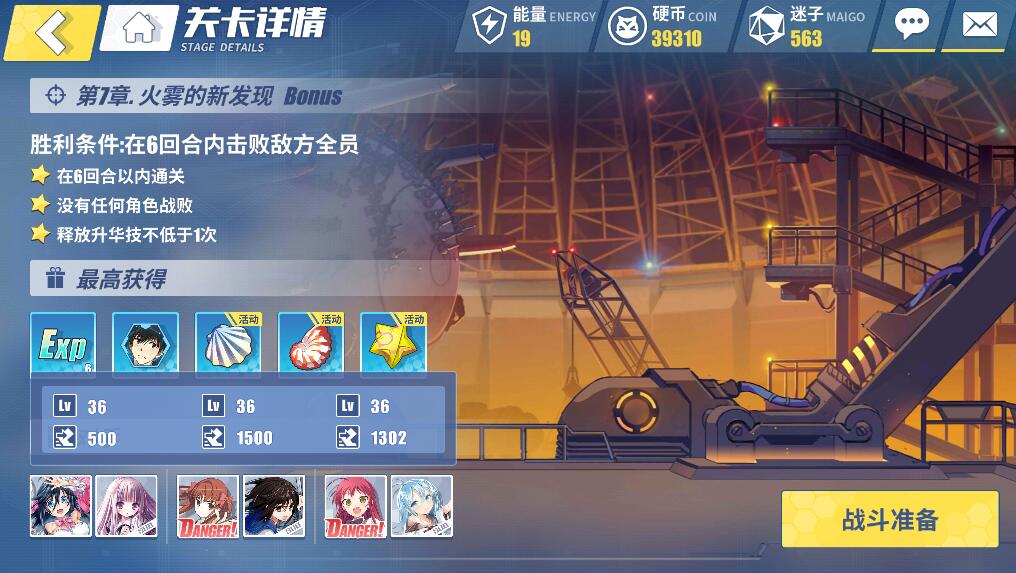 关卡详情
STAGE DETAILS
能量 ENERGY
19
硬币 COIN
39310
迷子 MAIGO
563
第7章.火雾的新发现 Bonus
胜利条件:在6回合内击败敌方全员
在6回合以内通关
没有任何角色战败
释放升华技不低于1次
最高获得
Exp
6
活动
活动
活动
Lv 36
Lv 36
Lv 36
500
1500
1302
DANGER!
DANGER!
战斗准备